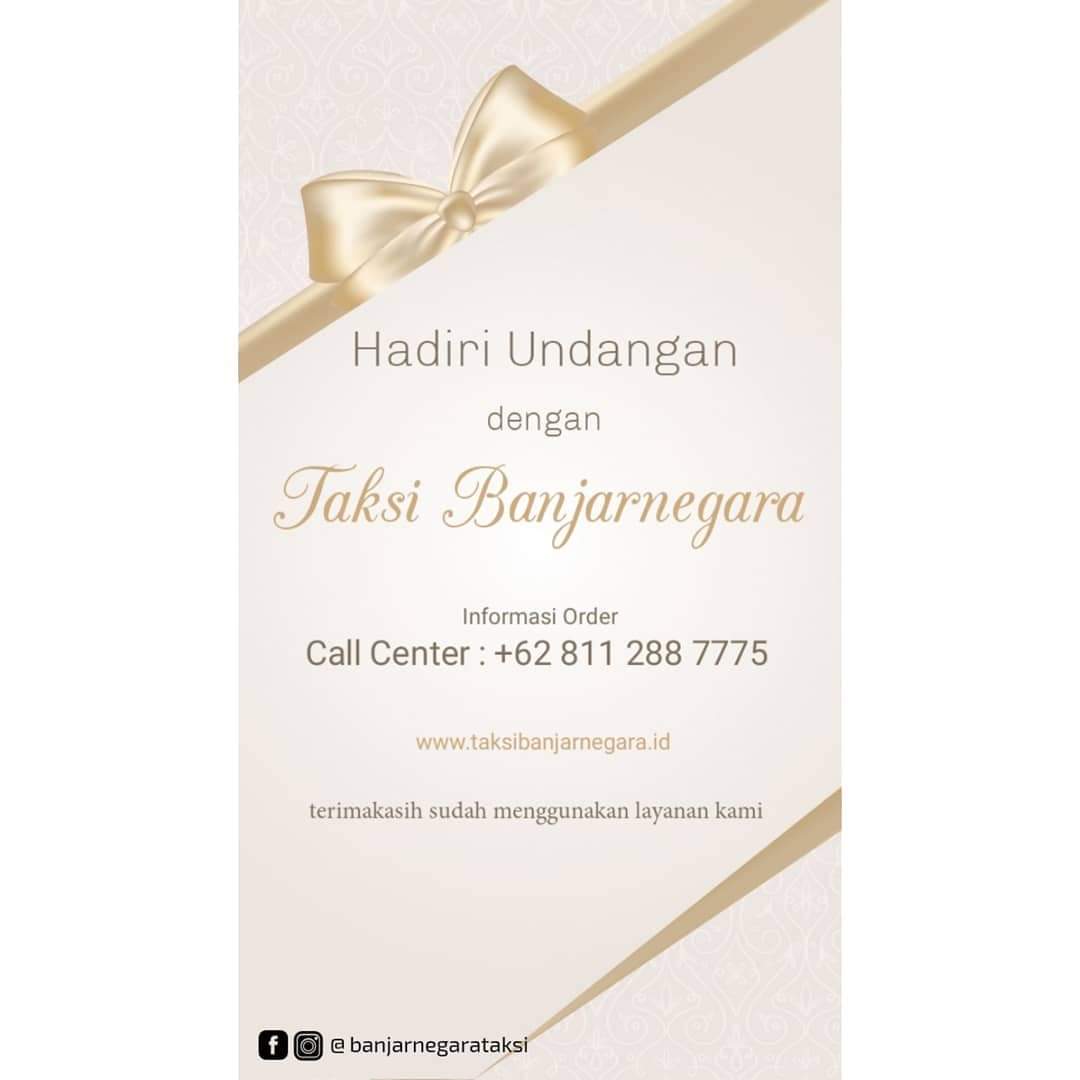 Hadiri Undangan
dengan
Taksi Banjarnegara
Informasi Order
Call Center : +62 811 288 7775
www.taksibanjarnegara.id
terimakasih sudah menggunakan layanan kami
@banjarnegarataksi